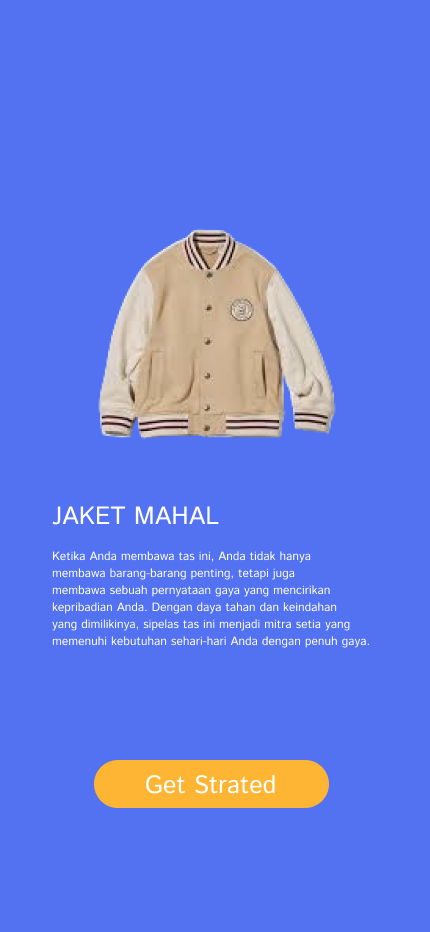 JAKET MAHAL
Ketika Anda membawa tas ini, Anda tidak hanya
membawa barang-barang penting, tetapi juga
membawa sebuah pernyataan gaya yang mencirikan
kepribadian Anda. Dengan daya tahan dan keindahan
yang dimilikinya, sipelas tas ini menjadi mitra setia yang
memenuhi kebutuhan sehari-hari Anda dengan penuh gaya.
Get Strated